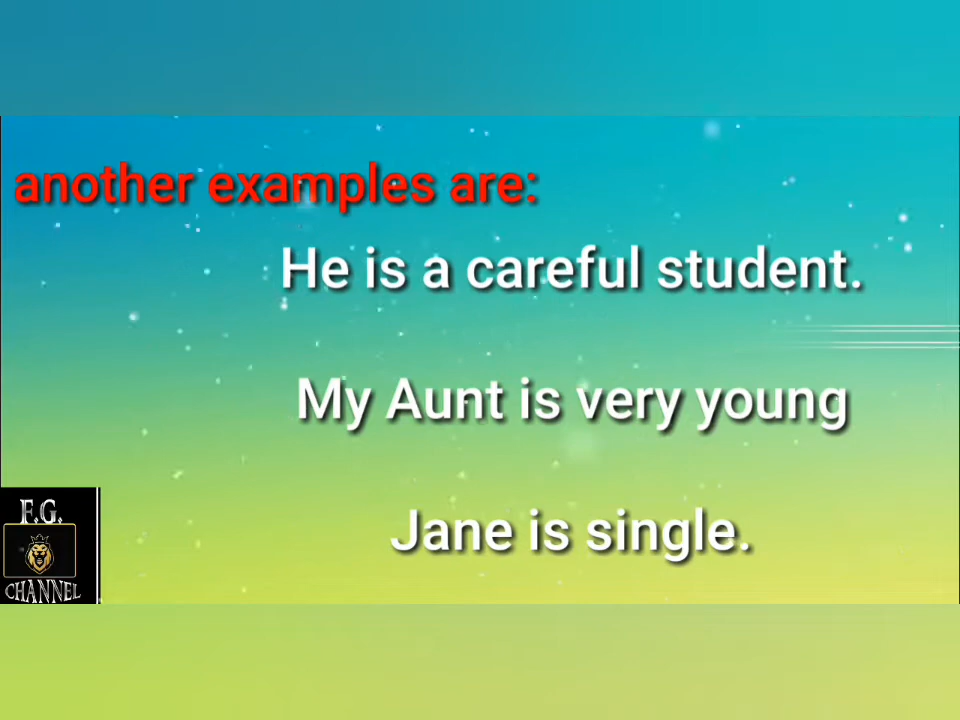 another examples are:
He is a careful student.
My Aunt is very young
Jane is single.
F.G.
CHANNEL